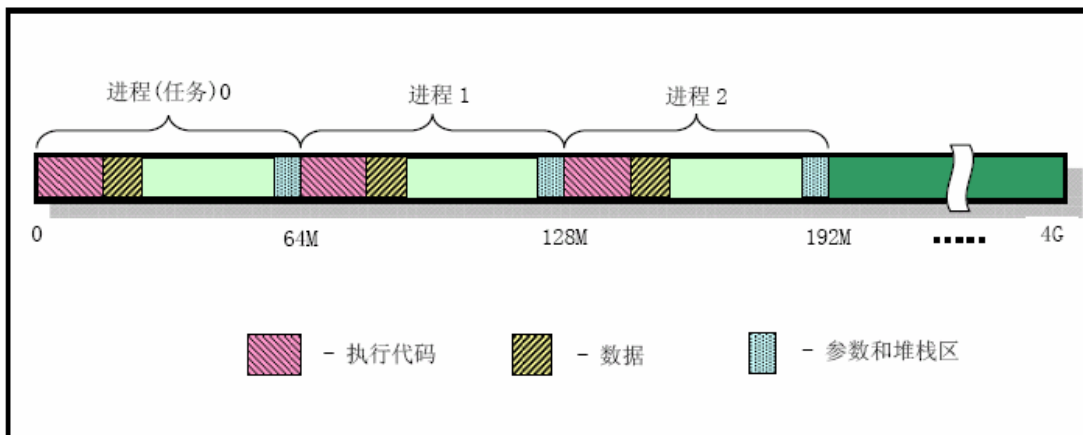 进程(任务)0
进程 1
进程 2
0
64M
128M
192M
......
4G
- 执行代码
- 数据
- 参数和堆栈区